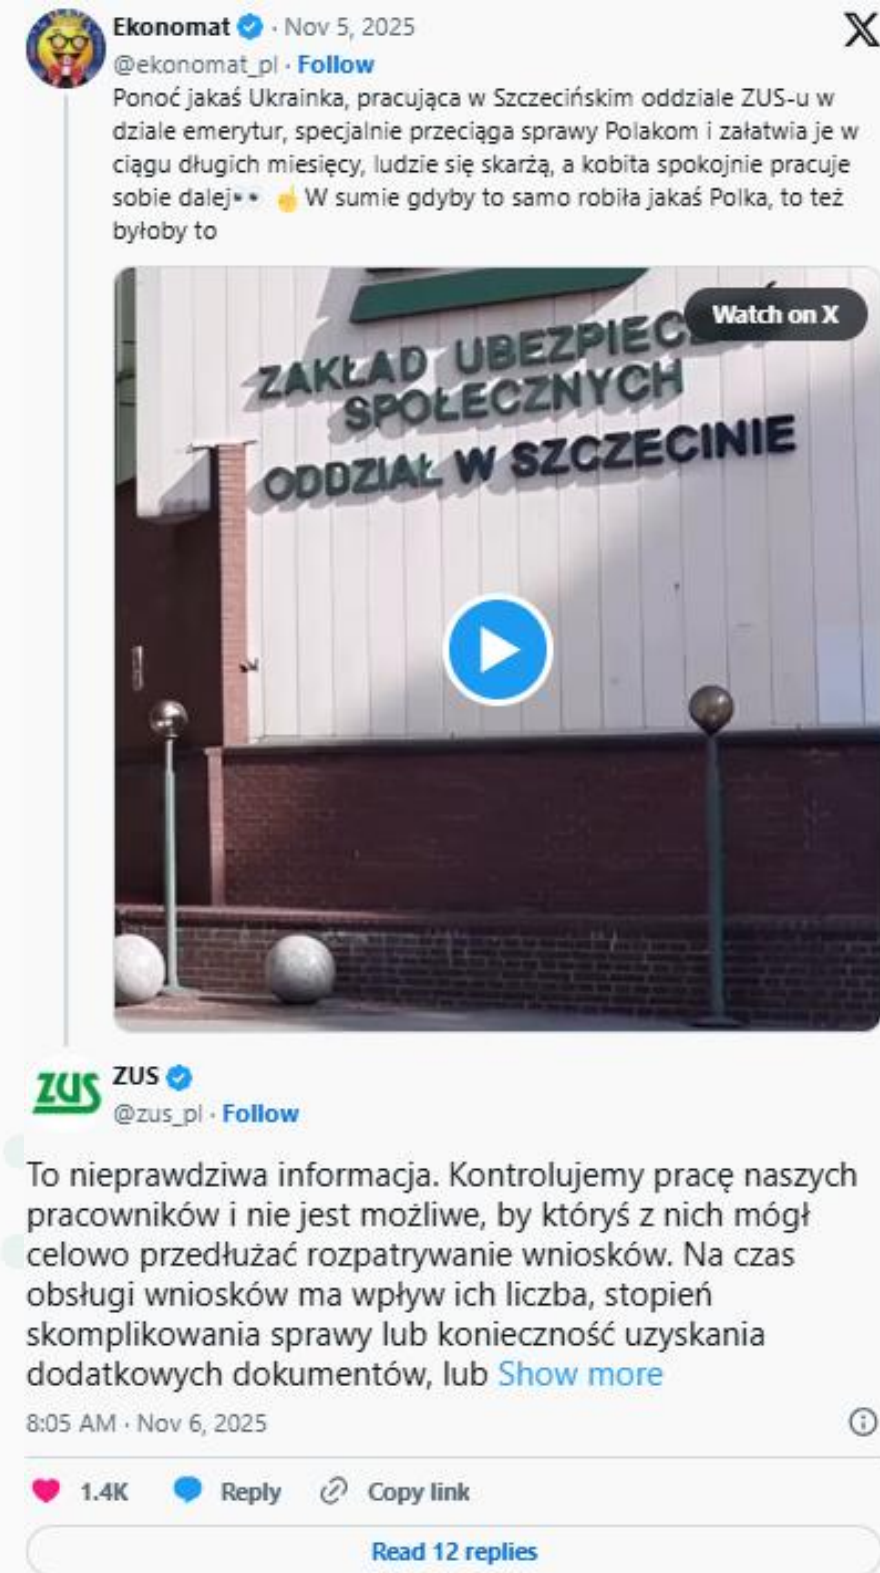 Ekonomat · Nov 5, 2025
@ekonomat_pl · Follow
Ponoć jakaś Ukrainka, pracująca w Szczecińskim oddziale ZUS-u w
dziale emerytur, specjalnie przeciąga sprawy Polakom i załatwia je w
ciągu długich miesięcy, ludzie się skarżą, a kobita spokojnie pracuje
sobie dalej👀 ☝️W sumie gdyby to samo robiła jakaś Polka, to też
byłoby to
Watch on X
ZAKŁAD
SPOŁECZNYCH
ODDZIAŁ W SZCZECINIE
ZUS
ZUS
@zus_pl · Follow
To nieprawdziwa informacja. Kontrolujemy pracę naszych
pracowników i nie jest możliwe, by któryś z nich mógł
celowo przedłużać rozpatrywanie wniosków. Na czas
obsługi wniosków ma wpływ ich liczba, stopień
skomplikowania sprawy lub konieczność uzyskania
dodatkowych dokumentów, lub Show more
8:05 AM · Nov 6, 2025
1.4K Reply Copy link
Read 12 replies